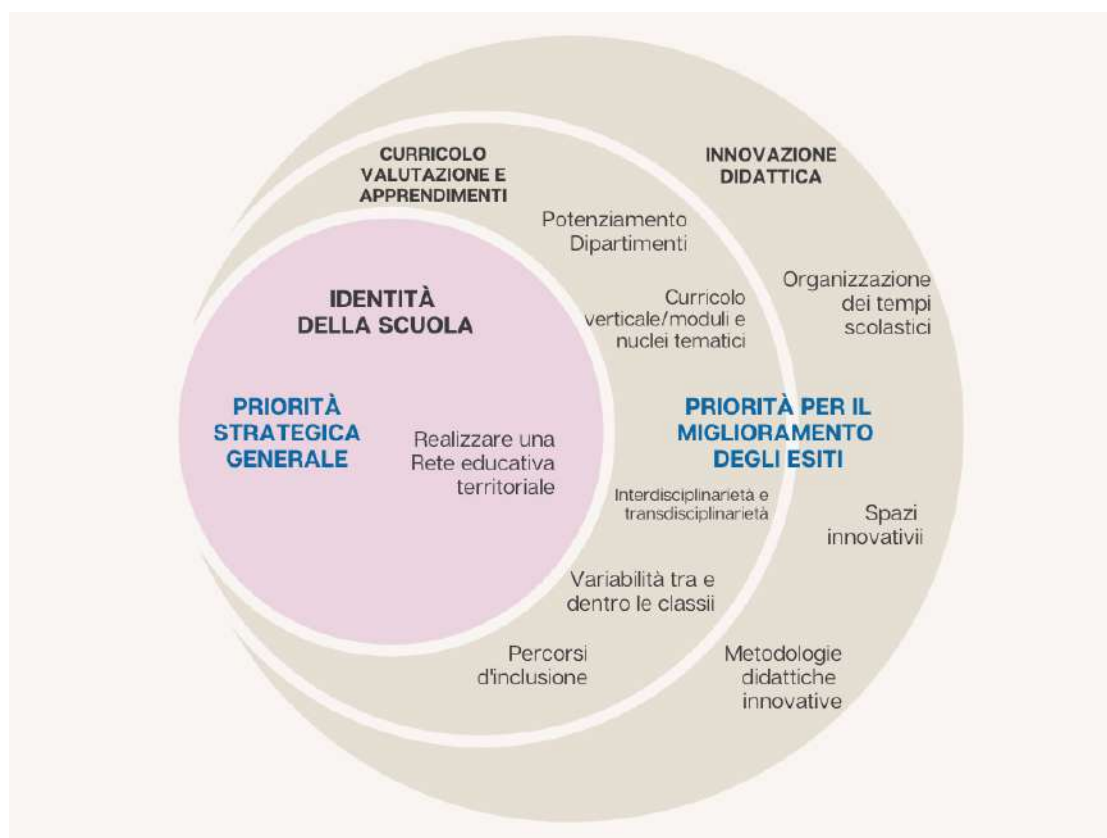 CURRICOLO
VALUTAZIONE E
APPRENDIMENTI
INNOVAZIONE
DIDATTICA
Potenziamento
Dipartimenti
Organizzazione
dei tempi
scolastici
IDENTITÀ
DELLA SCUOLA
Curricolo
verticale/moduli e
nuclei tematici
PRIORITÀ
STRATEGICA
GENERALE
Realizzare una
Rete educativa
territoriale
PRIORITÀ PER IL
MIGLIORAMENTO
DEGLI ESITI
Interdisciplinarietà e
transdisciplinarietà
Spazi
innovativii
Variabilità tra e
dentro le classii
Percorsi
d'inclusione
Metodologie
didattiche
innovative